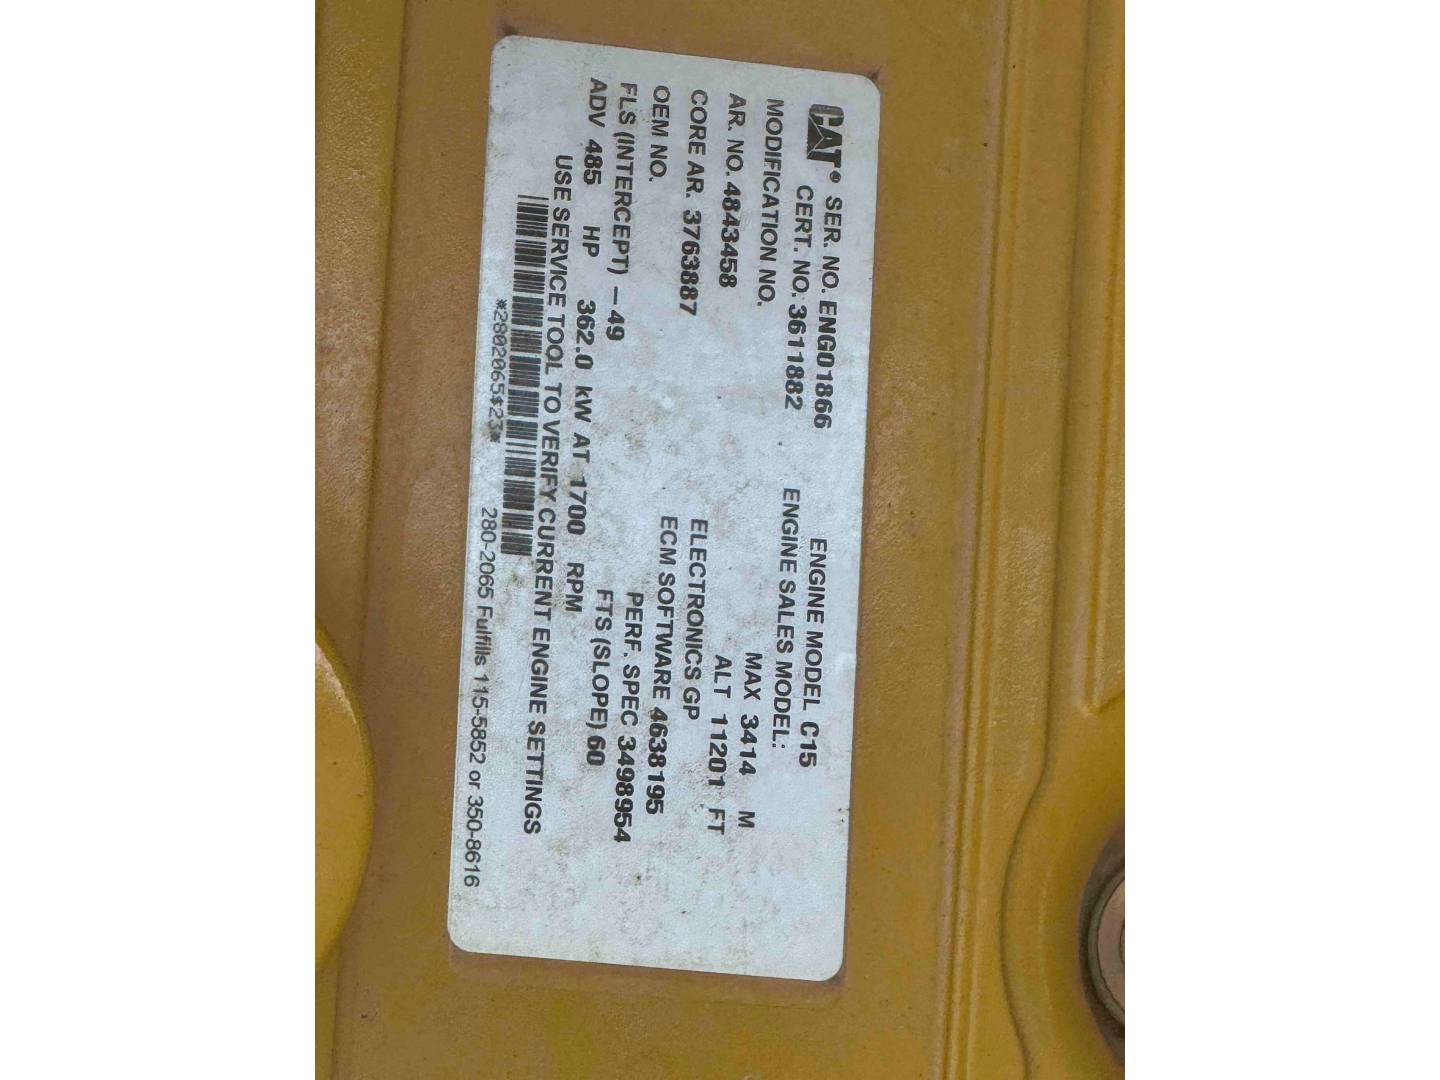 CAT® SER. NO. ENG01866 ENGINE MODEL C15
CERT. NO. 3611882 ENGINE SALES MODEL:
MODIFICATION NO. MAX 3414 M
AR. NO. 4843458 ALT 11201 FT
CORE AR. 3763887 ELECTRONICS GP
OEM NO. ECM SOFTWARE 4638195
FLS (INTERCEPT) -49 PERF. SPEC 3498954
ADV 485 HP 362.0 kW AT 1700 RPM FTS (SLOPE) 60
USE SERVICE TOOL TO VERIFY CURRENT ENGINE SETTINGS
*2802065$23* 280-2065 Fulfills 115-5852 or 350-8616